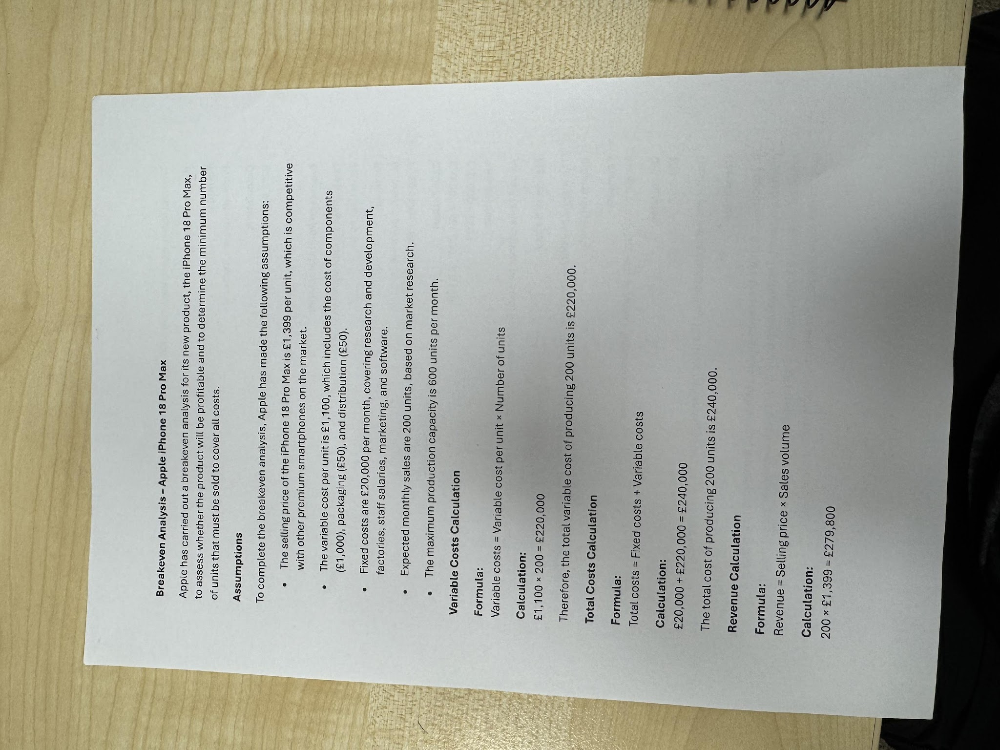 Breakeven Analysis – Apple iPhone 18 Pro Max
Apple has carried out a breakeven analysis for its new product, the iPhone 18 Pro Max,
to assess whether the product will be profitable and to determine the minimum number
of units that must be sold to cover all costs.
Assumptions
To complete the breakeven analysis, Apple has made the following assumptions:
• The selling price of the iPhone 18 Pro Max is £1,399 per unit, which is competitive
with other premium smartphones on the market.
• The variable cost per unit is £1,100, which includes the cost of components
(£1,000), packaging (£50), and distribution (£50).
• Fixed costs are £20,000 per month, covering research and development,
factories, staff salaries, marketing, and software.
• Expected monthly sales are 200 units, based on market research.
• The maximum production capacity is 600 units per month.
Variable Costs Calculation
Formula:
Variable costs = Variable cost per unit × Number of units
Calculation:
£1,100 × 200 = £220,000
Therefore, the total variable cost of producing 200 units is £220,000.
Total Costs Calculation
Formula:
Total costs = Fixed costs + Variable costs
Calculation:
£20,000 + £220,000 = £240,000
The total cost of producing 200 units is £240,000.
Revenue Calculation
Formula:
Revenue = Selling price × Sales volume
Calculation:
200 × £1,399 = £279,800